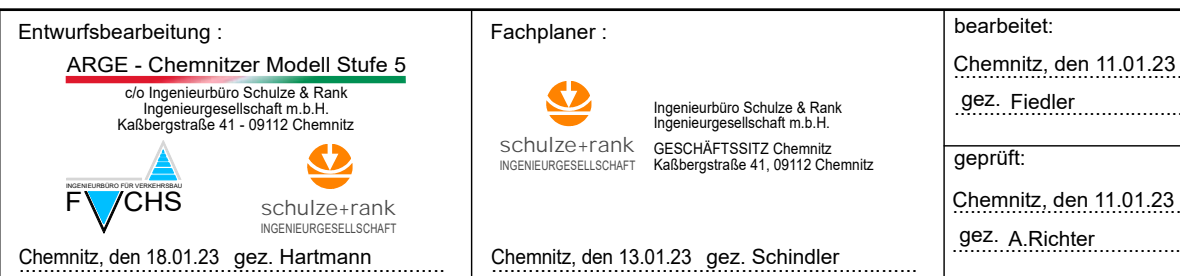 Entwurfsbearbeitung :
ARGE - Chemnitzer Modell Stufe 5
c/o Ingenieurbüro Schulze & Rank
Ingenieurgesellschaft m.b.H.
Kaßbergstraße 41 - 09112 Chemnitz
INGENIEURBÜRO FÜR VERKEHRSBAU
FUCHS
schulze+rank
INGENIEURGESELLSCHAFT
Chemnitz, den 18.01.23 gez. Hartmann
Fachplaner :
schulze+rank
INGENIEURGESELLSCHAFT
Ingenieurbüro Schulze & Rank
Ingenieurgesellschaft m.b.H.
GESCHÄFTSSITZ Chemnitz
Kaßbergstraße 41, 09112 Chemnitz
Chemnitz, den 13.01.23 gez. Schindler
bearbeitet:
Chemnitz, den 11.01.23
gez. Fiedler
geprüft:
Chemnitz, den 11.01.23
gez. A.Richter